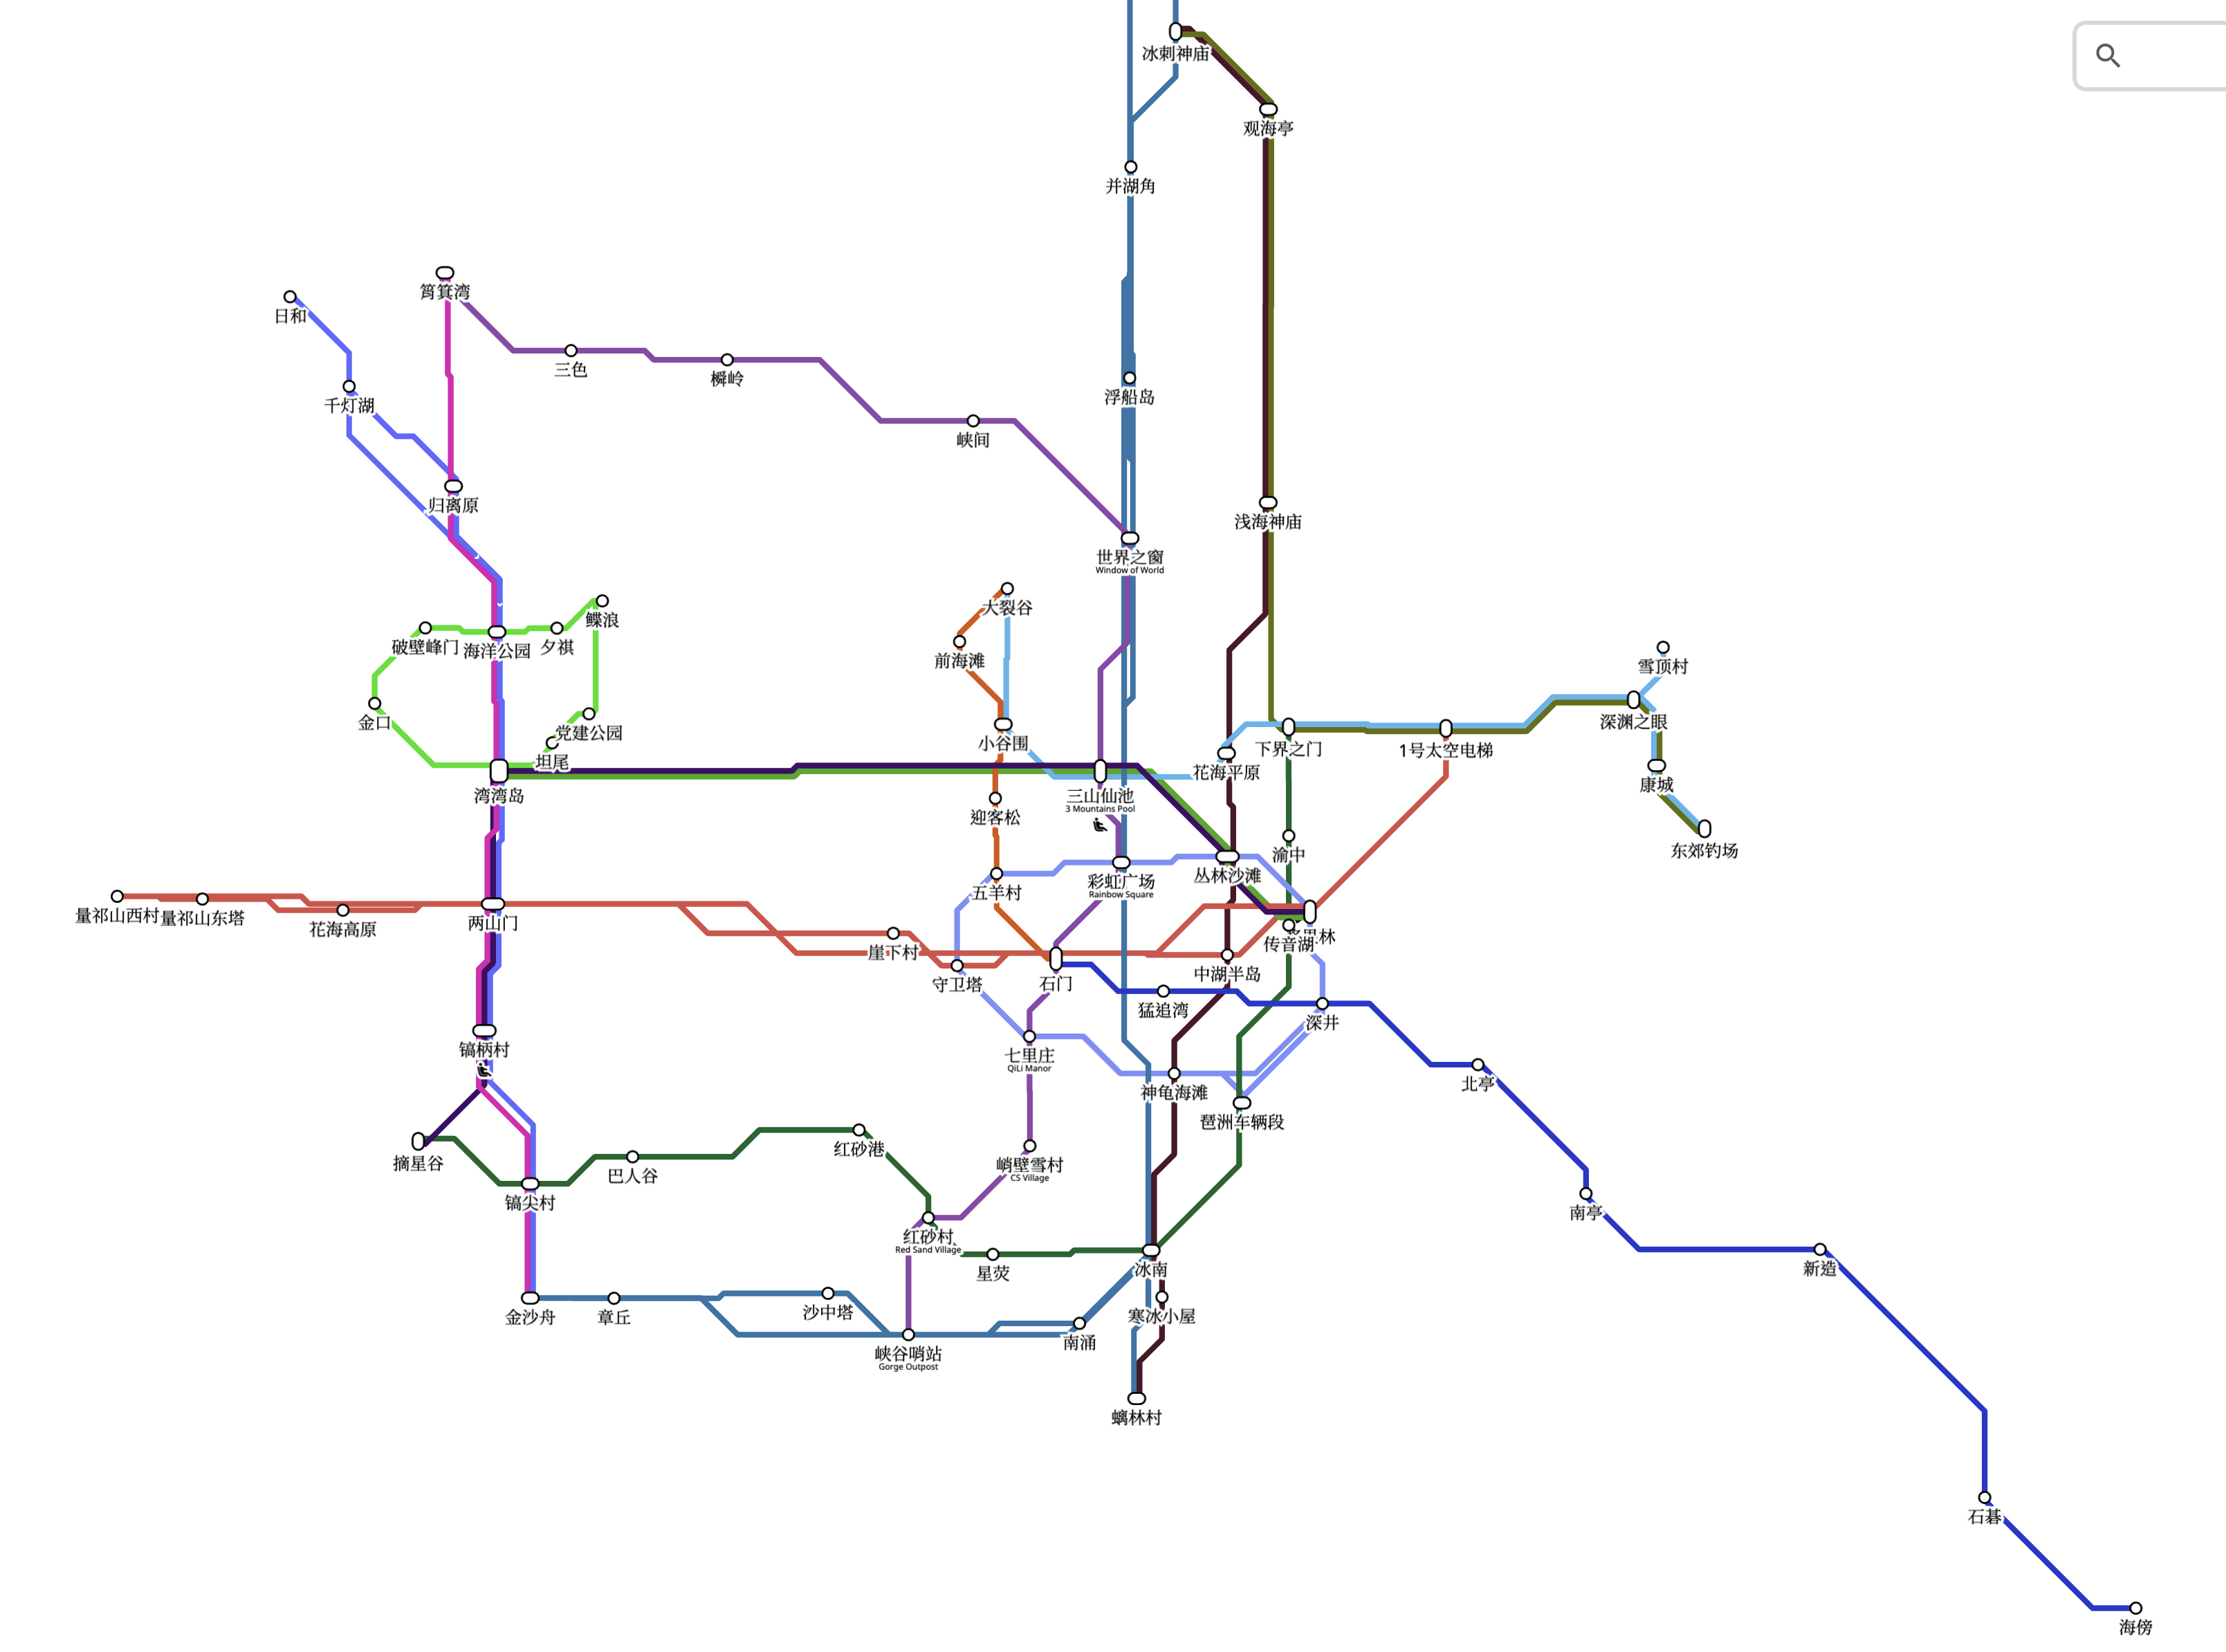 冰刺神庙
观海亭
并湖角
筲箕湾
日和
三色
橉岭
浮船岛
千灯湖
峡间
归离原
浅海神庙
世界之窗
Window of World
大裂谷
鲽浪
破壁峰门
海洋公园
夕祺
前海滩
雪顶村
金口
党建公园
深渊之眼
小谷围
下界之门
1号太空电梯
坦尾
花海平原
康城
湾湾岛
三山仙池
3 Mountains Pool
迎客松
渝中
东郊钓场
丛林沙滩
彩虹广场
Rainbow Square
五羊村
量祁山西村
量祁山东塔
花海高原
两山门
传音湖
林
崖下村
中湖半岛
守卫塔
石门
猛追湾
深井
镐柄村
七里庄
QiLi Manor
北亭
神龟海滩
琶洲车辆段
红砂港
摘星谷
峭壁雪村
CS Village
巴人谷
镐尖村
南亭
红砂村
Red Sand Village
星荧
冰南
新造
沙中塔
金沙舟
章丘
寒冰小屋
南涌
峡谷哨站
Gorge Outpost
螭林村
石碁
海傍